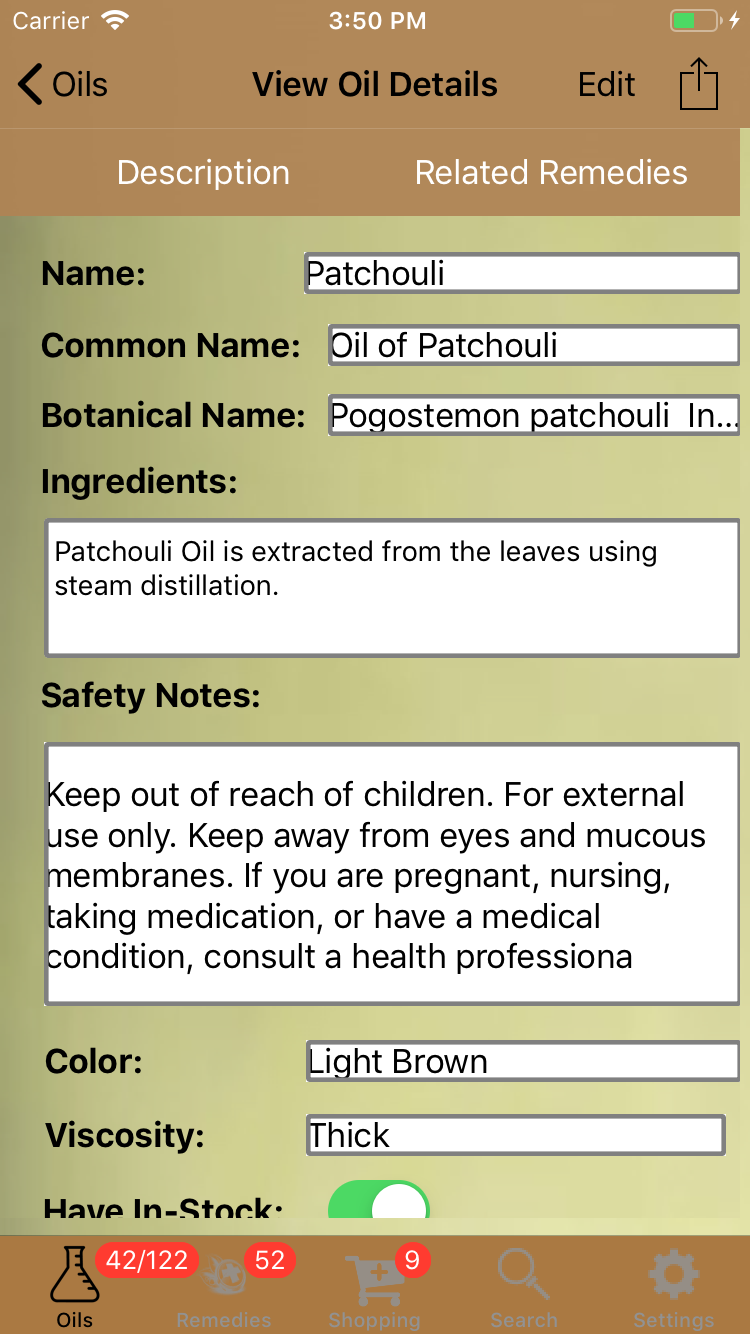 Carrier 3:50 PM
Oils View Oil Details Edit
Description Related Remedies
Name: Patchouli
Common Name: Oil of Patchouli
Botanical Name: Pogostemon patchouli In...
Ingredients:
Patchouli Oil is extracted from the leaves using
steam distillation.
Safety Notes:
Keep out of reach of children. For external
use only. Keep away from eyes and mucous
membranes. If you are pregnant, nursing,
taking medication, or have a medical
condition, consult a health professiona
Color: Light Brown
Viscosity: Thick
Have In-Stock:
42/122 52 9
Oils Remedies Shopping Search Settings